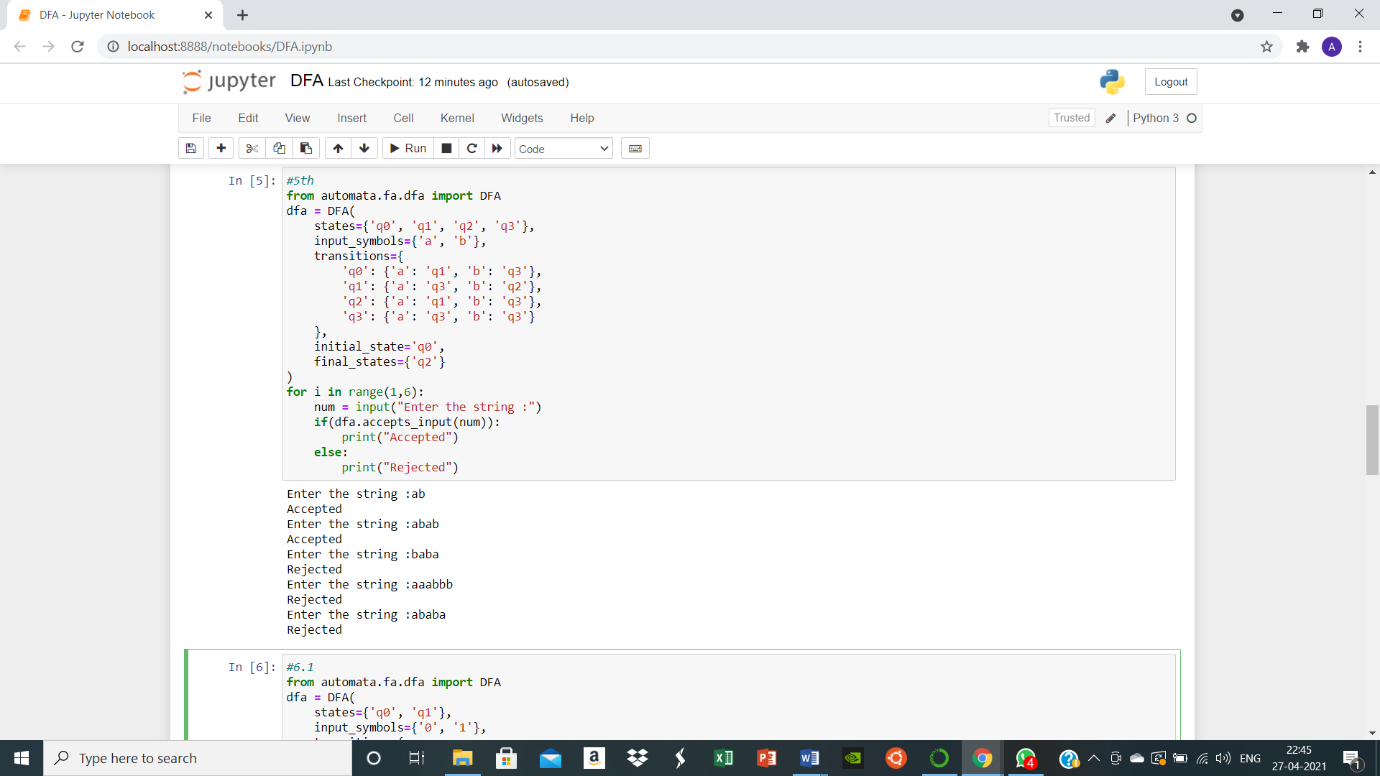 DFA - Jupyter Notebook
localhost:8888/notebooks/DFA.ipynb
A
jupyter DFA Last Checkpoint: 12 minutes ago (autosaved)
Logout
File Edit View Insert Cell Kernel Widgets Help
Trusted Python 3
Run Code
In [5]: #5th
from automata.fa.dfa import DFA
dfa = DFA(
    states={'q0', 'q1', 'q2', 'q3'},
    input_symbols={'a', 'b'},
    transitions={
        'q0': {'a': 'q1', 'b': 'q3'},
        'q1': {'a': 'q3', 'b': 'q2'},
        'q2': {'a': 'q1', 'b': 'q3'},
        'q3': {'a': 'q3', 'b': 'q3'}
    },
    initial_state='q0',
    final_states={'q2'}
)
for i in range(1,6):
    num = input("Enter the string :")
    if(dfa.accepts_input(num)):
        print("Accepted")
    else:
        print("Rejected")
Enter the string :ab
Accepted
Enter the string :abab
Accepted
Enter the string :baba
Rejected
Enter the string :aaabbb
Rejected
Enter the string :ababa
Rejected
In [6]: #6.1
from automata.fa.dfa import DFA
dfa = DFA(
    states={'q0', 'q1'},
    input_symbols={'0', '1'},
Type here to search
4
ENG
22:45
27-04-2021
1